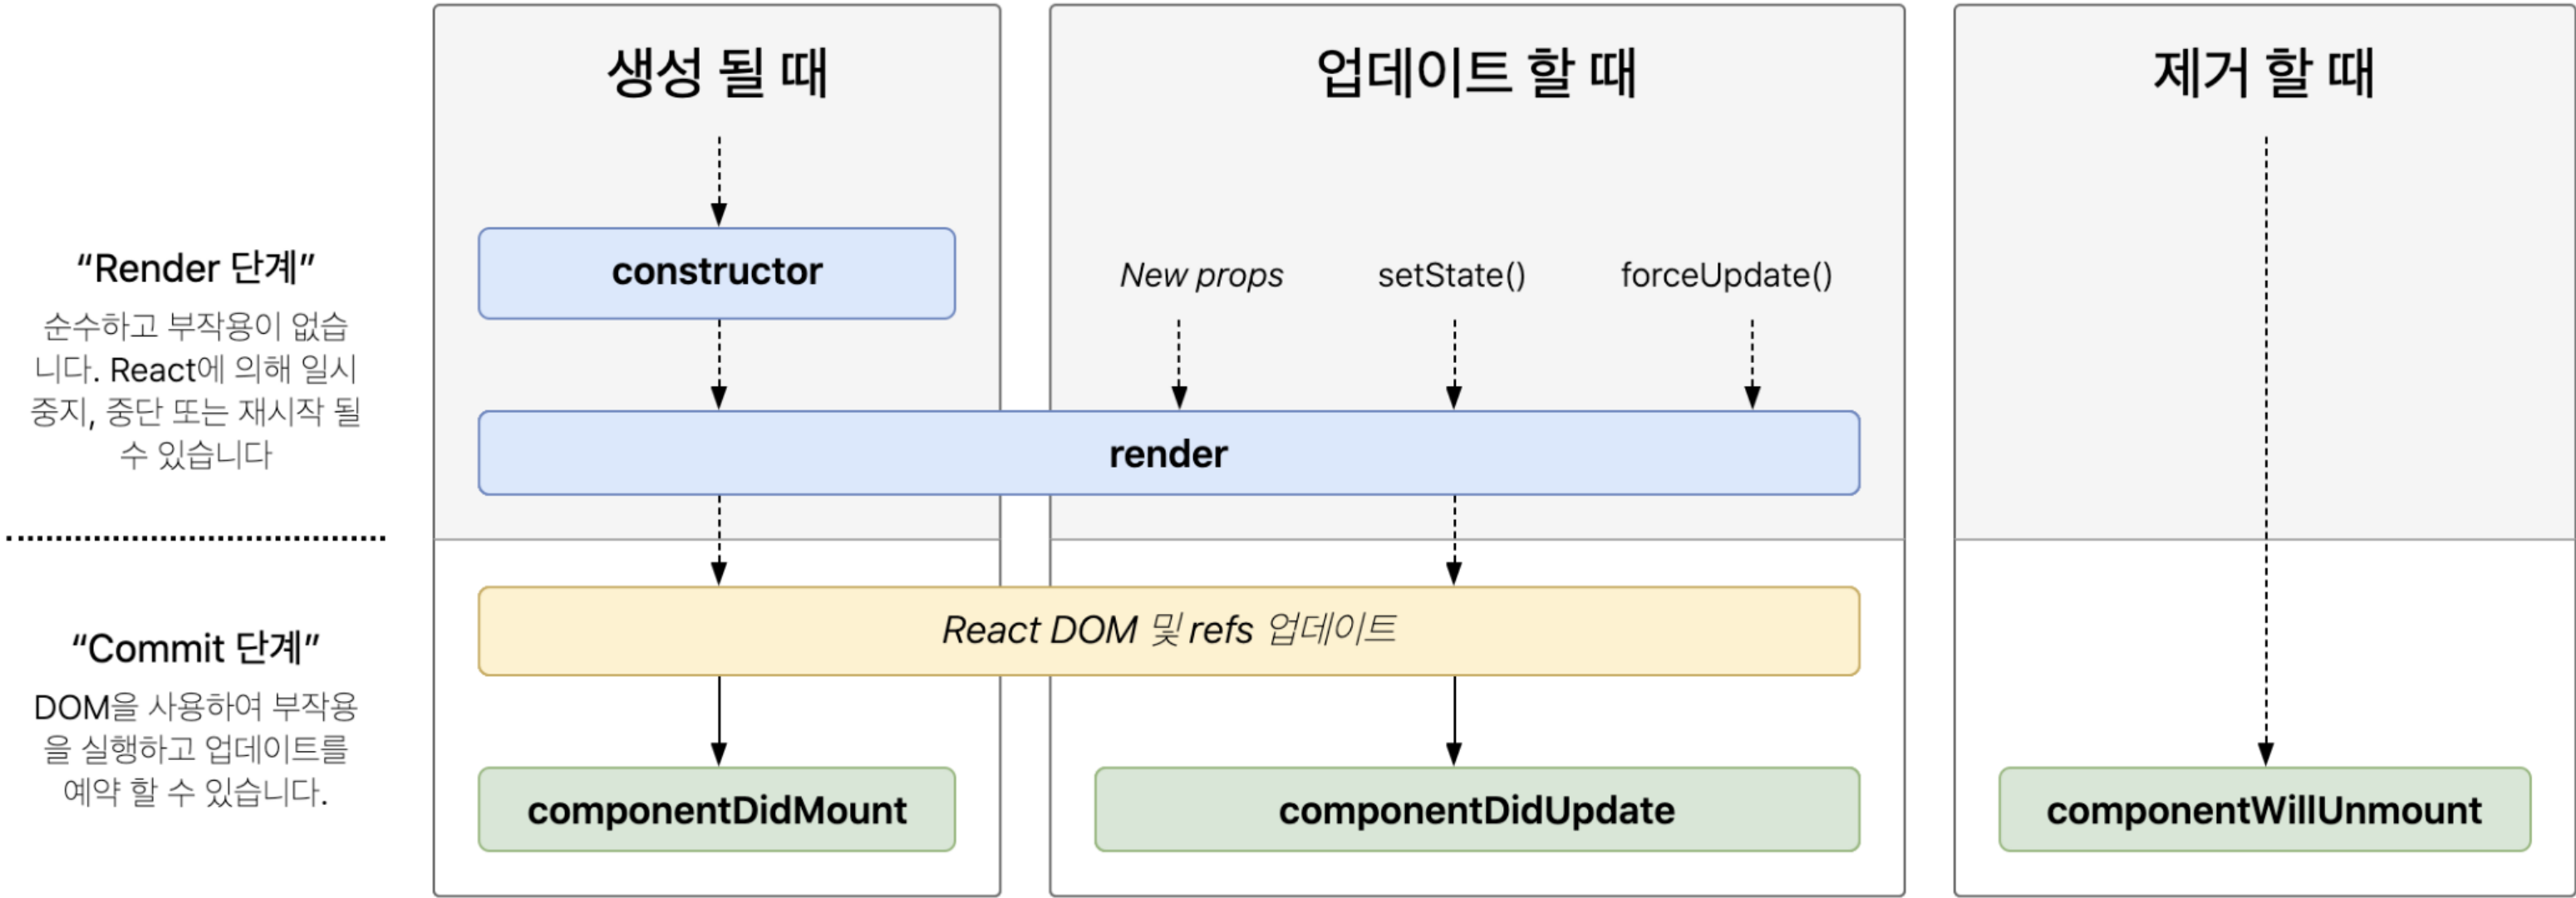 생성 될 때
업데이트 할 때
제거 할 때
“Render 단계”
순수하고 부작용이 없습
니다. React에 의해 일시
중지, 중단 또는 재시작 될
수 있습니다
constructor
New props
setState()
forceUpdate()
render
“Commit 단계”
DOM을 사용하여 부작용
을 실행하고 업데이트를
예약 할 수 있습니다.
React DOM 및 refs 업데이트
componentDidMount
componentDidUpdate
componentWillUnmount